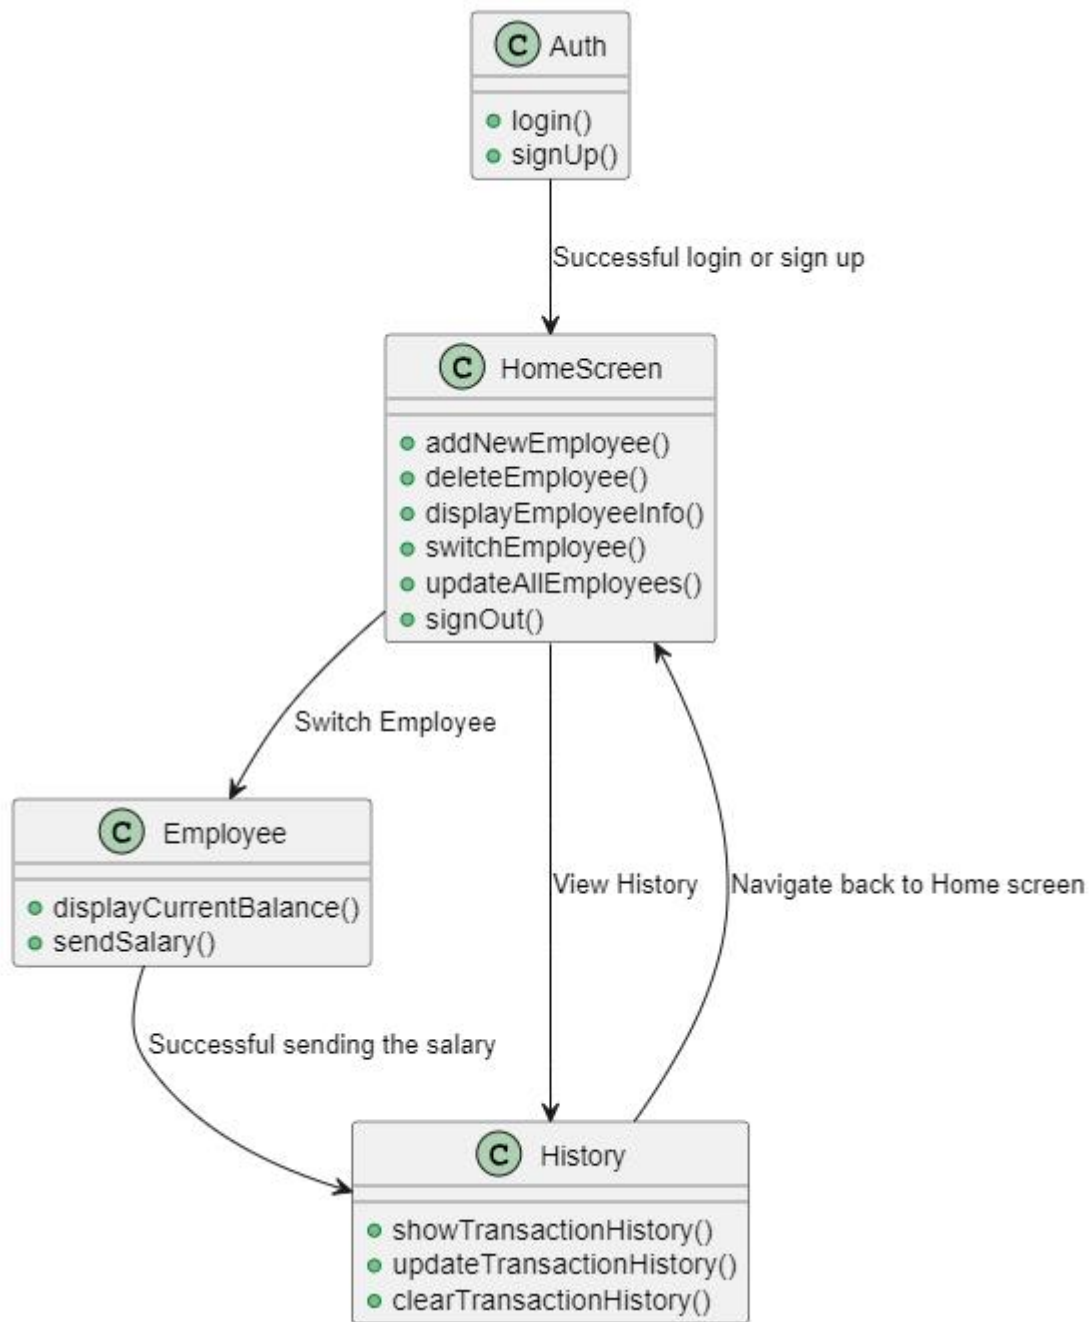 C Auth
login()
signUp()
Successful login or sign up
C HomeScreen
addNewEmployee()
deleteEmployee()
displayEmployeeInfo()
switchEmployee()
updateAllEmployees()
signOut()
Switch Employee
C Employee
displayCurrentBalance()
sendSalary()
View History
Navigate back to Home screen
Successful sending the salary
C History
showTransactionHistory()
updateTransactionHistory()
clearTransactionHistory()